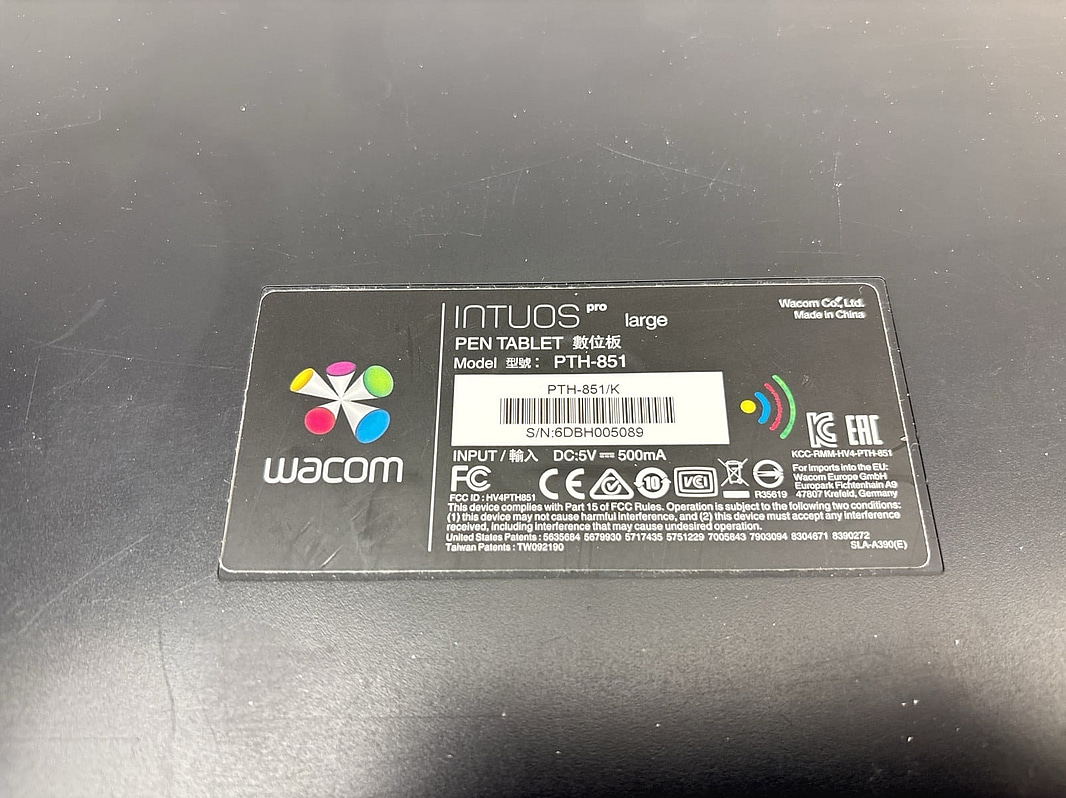 wacom
INTUOS pro large
PEN TABLET 數位板
Model 型號： PTH-851
PTH-851/K
S/N:6DBH005089
INPUT / 輸入 DC:5V ⎓ 500mA
Wacom Co., Ltd.
Made in China
KCC-RMM-HV4-PTH-851
FC
FCC ID : HV4PTH851
CE
10
VCI
R35619
EAC
For imports into the EU:
Wacom Europe GmbH
Europark Fichtenhain A9
47807 Krefeld, Germany
This device complies with Part 15 of FCC Rules. Operation is subject to the following two conditions:
(1) this device may not cause harmful interference, and (2) this device must accept any interference
received, including interference that may cause undesired operation.
United States Patents : 5635684 5679930 5717435 5751229 7005843 7903094 8304671 8390272
Taiwan Patents : TW092190
SLA-A390(E)